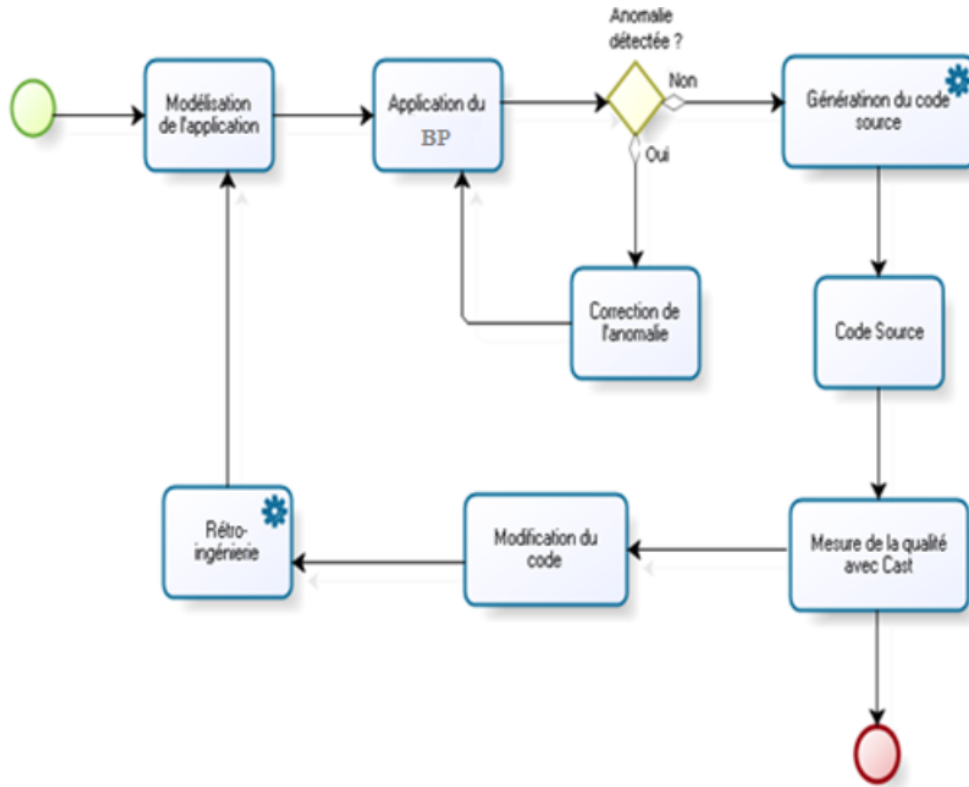 Anomalie
détectée ?
Modélisation
de l'application
Application du
BP
Non
Génératinon du code
source
Oui
Correction de
l'anomalie
Code Source
Rétro-
ingénierie
Modification du
code
Mesure de la qualité
avec Cast